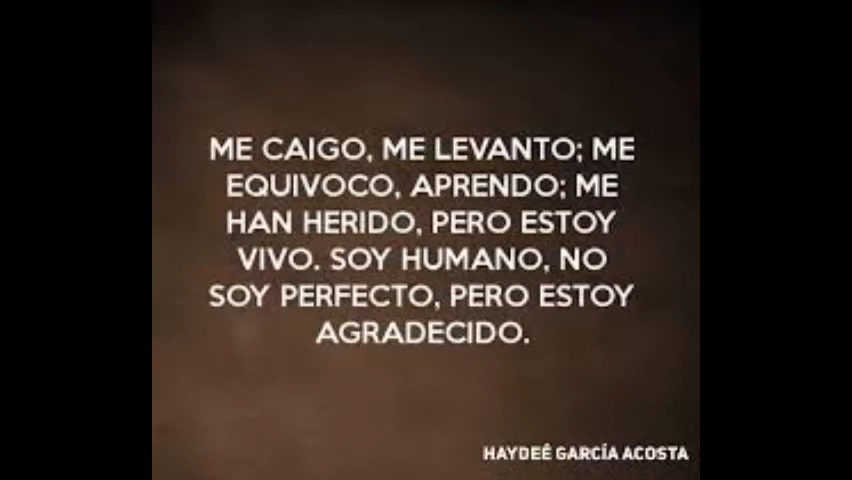 ME CAIGO, ME LEVANTO; ME
EQUIVOCO, APRENDO; ME
HAN HERIDO, PERO ESTOY
VIVO. SOY HUMANO, NO
SOY PERFECTO, PERO ESTOY
AGRADECIDO.
HAYDEÉ GARCÍA ACOSTA